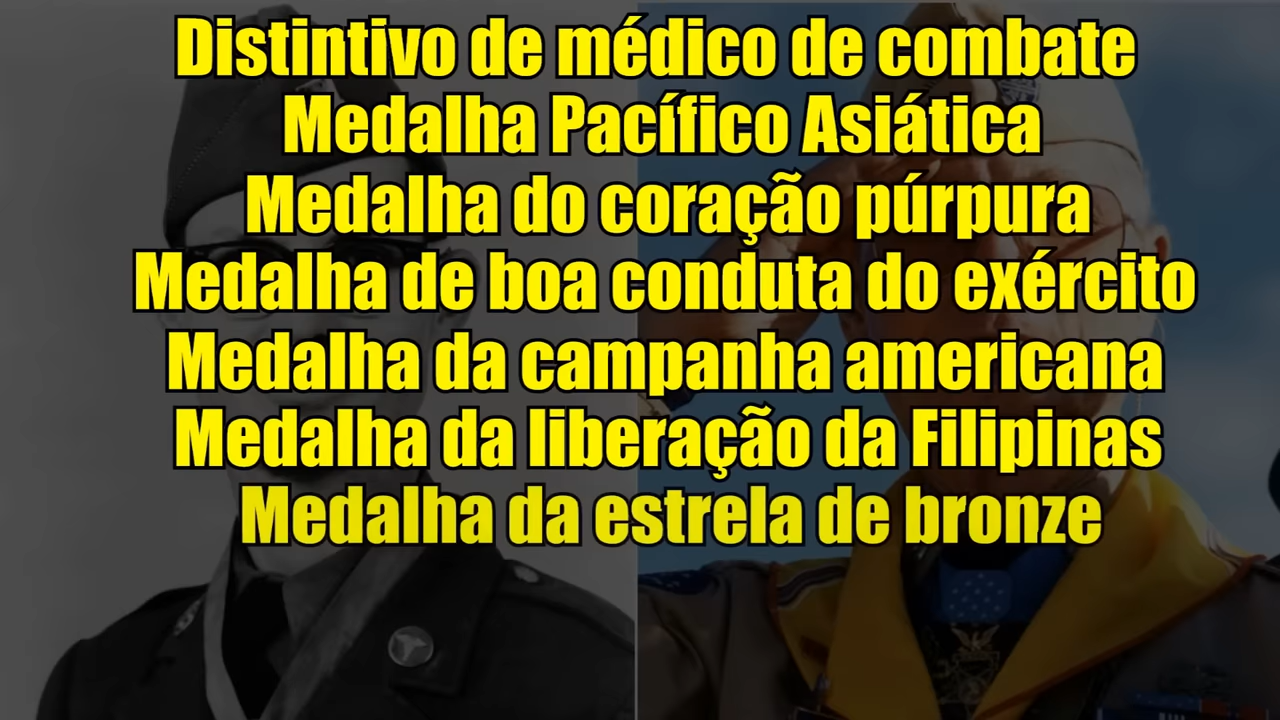 Distintivo de médico de combate
Medalha Pacífico Asiática
Medalha do coração púrpura
Medalha de boa conduta do exército
Medalha da campanha americana
Medalha da liberação da Filipinas
Medalha da estrela de bronze